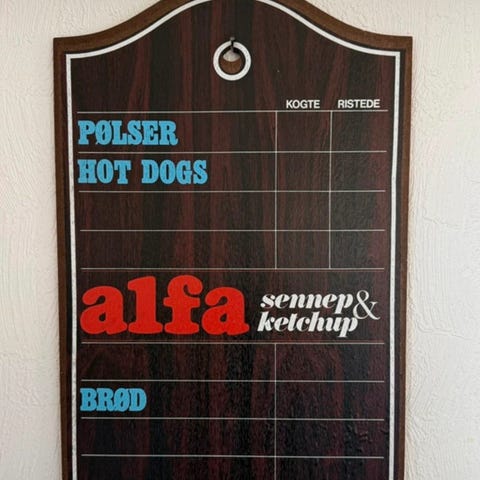 KOGTE RISTEDE
PØLSER
HOT DOGS
alfa sennep &
ketchup
BRØD